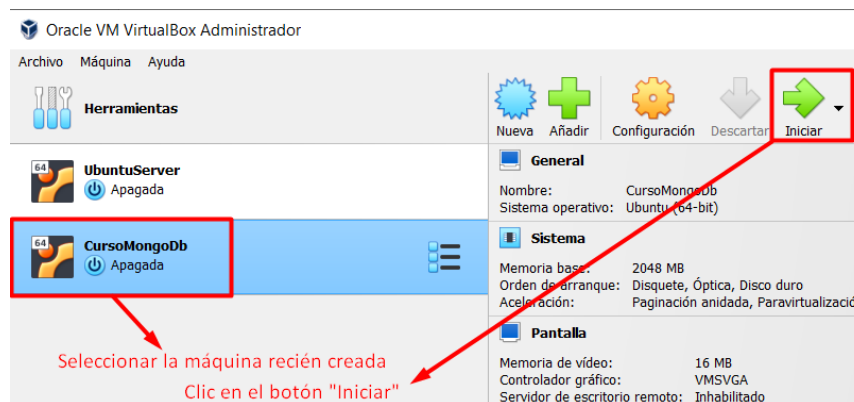 Oracle VM VirtualBox Administrador
Archivo Máquina Ayuda
Herramientas
Nueva Añadir Configuración Descartar Iniciar
64
UbuntuServer
Apagada
64
CursoMongoDb
Apagada
General
Nombre: CursoMongoDb
Sistema operativo: Ubuntu (64-bit)
Sistema
Memoria base: 2048 MB
Orden de arranque: Disquete, Óptica, Disco duro
Aceleración: Paginación anidada, Paravirtualizació
Pantalla
Memoria de vídeo: 16 MB
Controlador gráfico: VMSVGA
Servidor de escritorio remoto: Inhabilitado
Seleccionar la máquina recién creada
Clic en el botón "Iniciar"